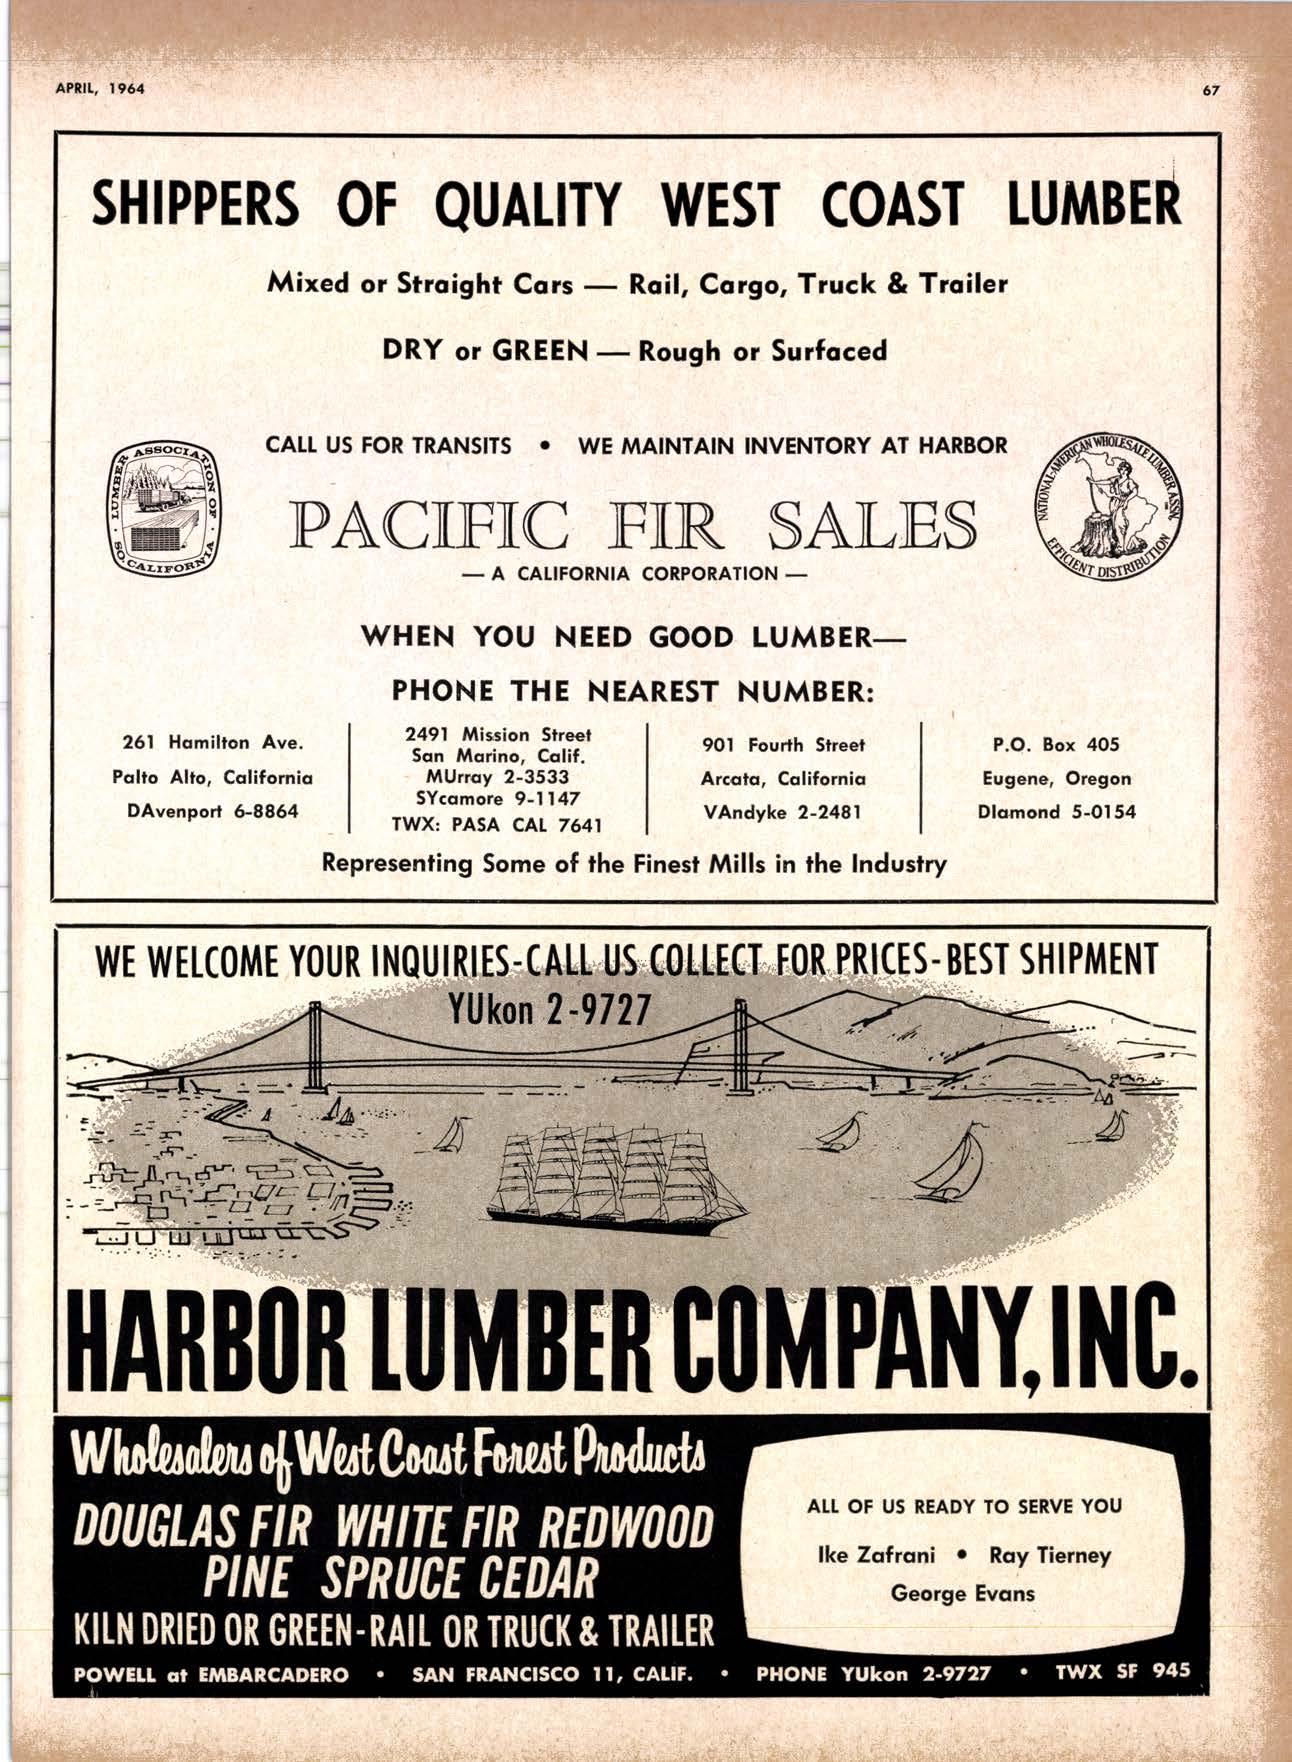 APRIL, 1964
67
SHIPPERS OF QUALITY WEST COAST LUMBER
Mixed or Straight Cars — Rail, Cargo, Truck & Trailer
DRY or GREEN — Rough or Surfaced
CALL US FOR TRANSITS • WE MAINTAIN INVENTORY AT HARBOR
LUMBER ASSOCIATION OF SO. CALIFORNIA
PACIFIC FIR SALES
NATIONAL-AMERICAN WHOLESALE LUMBER ASSN.
EFFICIENT DISTRIBUTION
— A CALIFORNIA CORPORATION —
WHEN YOU NEED GOOD LUMBER—
PHONE THE NEAREST NUMBER:
261 Hamilton Ave.
Palto Alto, California
DAvenport 6-8864
2491 Mission Street
San Marino, Calif.
MUrray 2-3533
SYcamore 9-1147
TWX: PASA CAL 7641
901 Fourth Street
Arcata, California
VAndyke 2-2481
P.O. Box 405
Eugene, Oregon
DIamond 5-0154
Representing Some of the Finest Mills in the Industry
WE WELCOME YOUR INQUIRIES-CALL US COLLECT FOR PRICES-BEST SHIPMENT
YUkon 2-9727
HARBOR LUMBER COMPANY, INC.
Wholesalers of West Coast Forest Products
DOUGLAS FIR WHITE FIR REDWOOD
PINE SPRUCE CEDAR
KILN DRIED OR GREEN-RAIL OR TRUCK & TRAILER
ALL OF US READY TO SERVE YOU
Ike Zafrani • Ray Tierney
George Evans
POWELL at EMBARCADERO • SAN FRANCISCO 11, CALIF. • PHONE YUkon 2-9727 • TWX SF 945